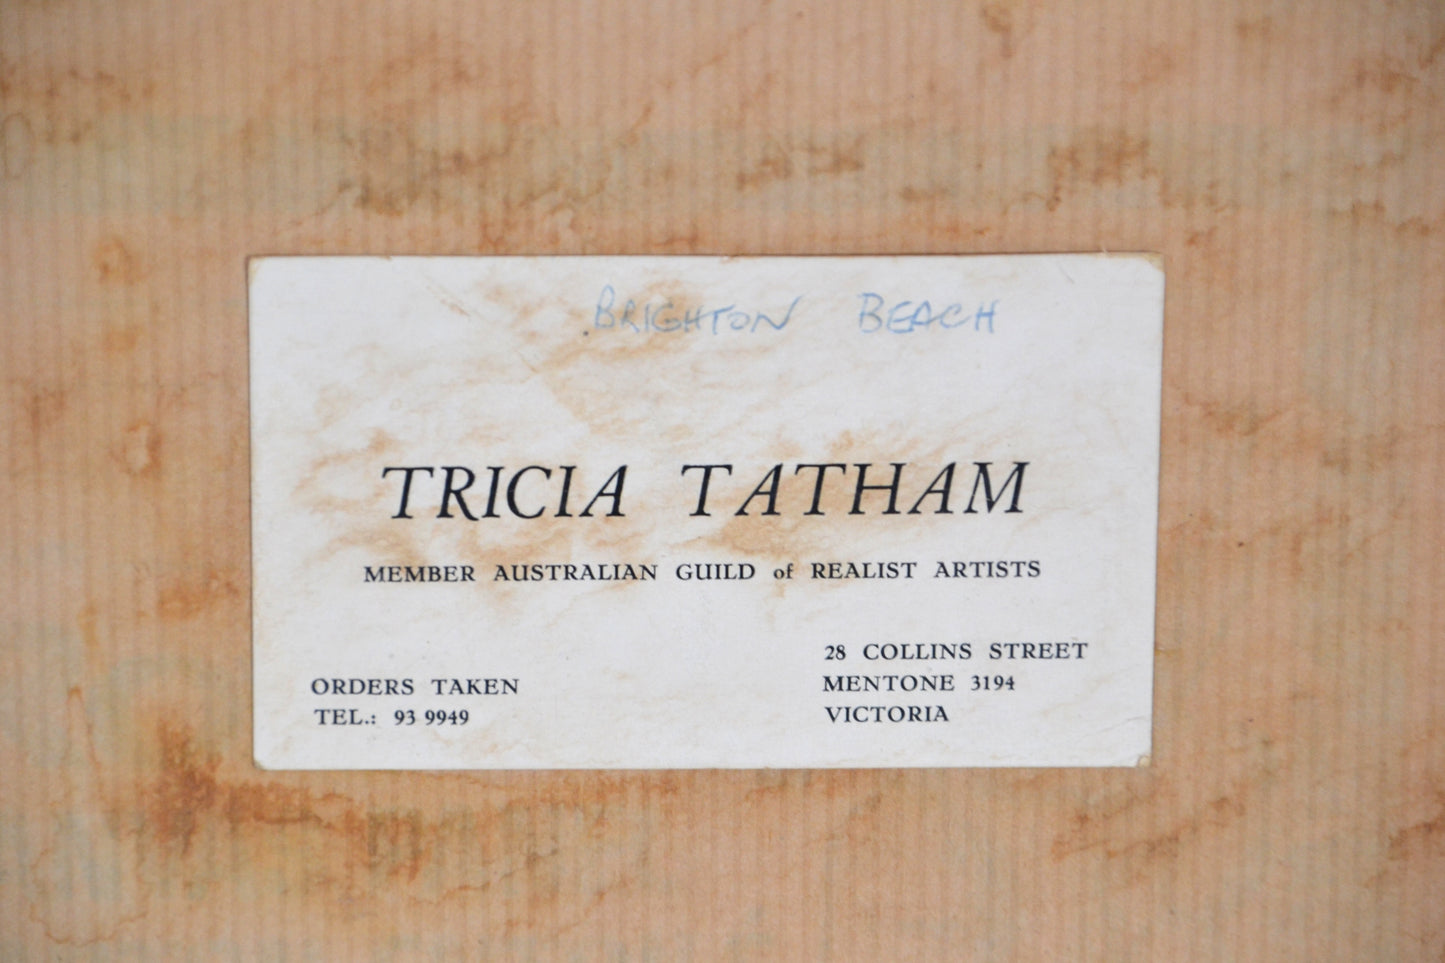 BRIGHTON BEACH
TRICIA TATHAM
MEMBER AUSTRALIAN GUILD of REALIST ARTISTS
ORDERS TAKEN
TEL.: 93 9949
28 COLLINS STREET
MENTONE 3194
VICTORIA